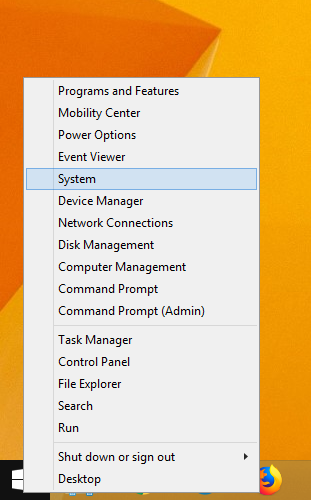 Programs and Features
Mobility Center
Power Options
Event Viewer
System
Device Manager
Network Connections
Disk Management
Computer Management
Command Prompt
Command Prompt (Admin)
Task Manager
Control Panel
File Explorer
Search
Run
Shut down or sign out
Desktop